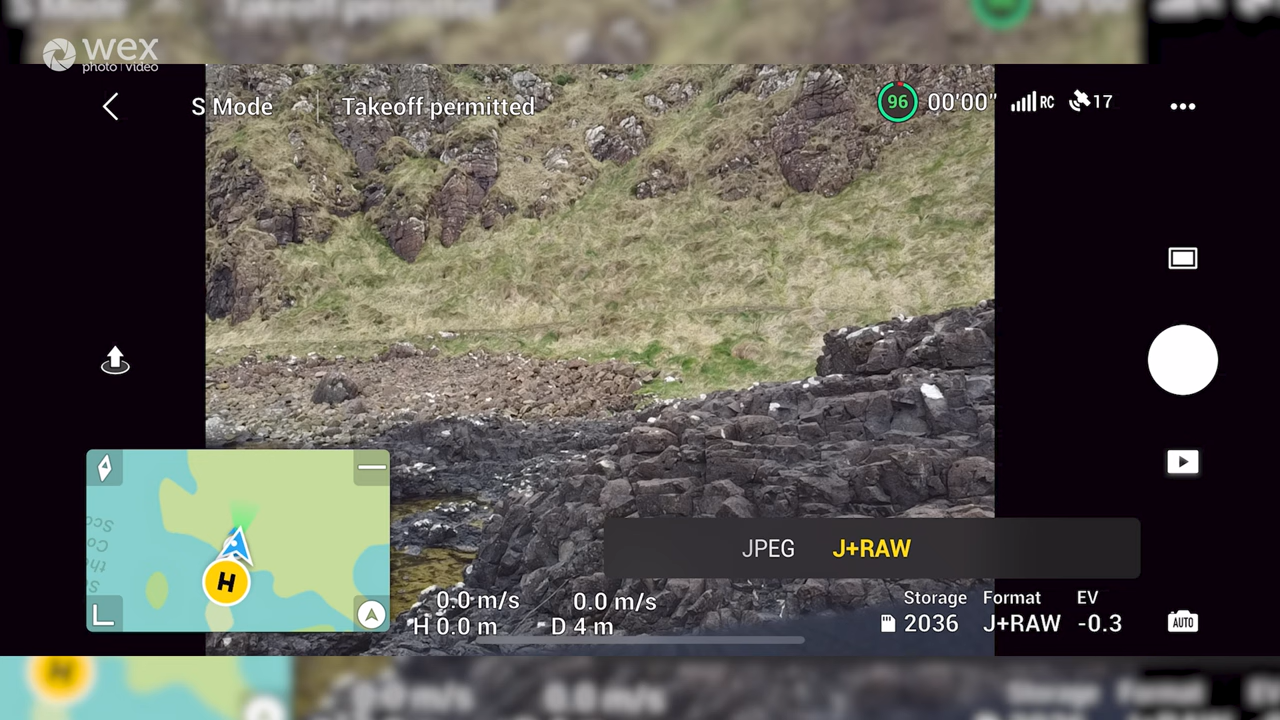 wex
photo | video
S Mode
Takeoff permitted
96
00'00"
RC
17
H
JPEG
J+RAW
0.0 m/s
0.0 m/s
H 0.0 m
D 4 m
Storage
Format
EV
2036
J+RAW
-0.3
AUTO